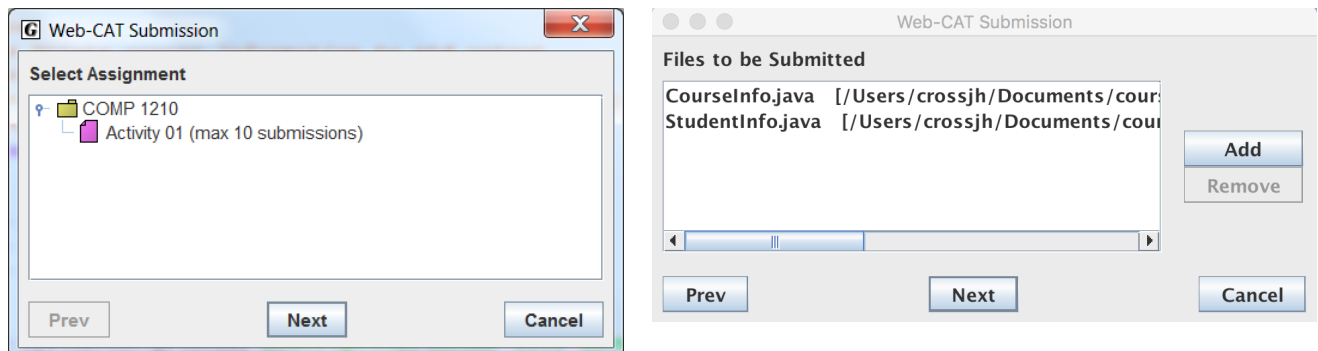 G Web-CAT Submission
Select Assignment
COMP 1210
Activity 01 (max 10 submissions)
Prev
Next
Cancel
Web-CAT Submission
Files to be Submitted
CourseInfo.java [/Users/crossjh/Documents/cour
StudentInfo.java [/Users/crossjh/Documents/cou
Add
Remove
Prev
Next
Cancel